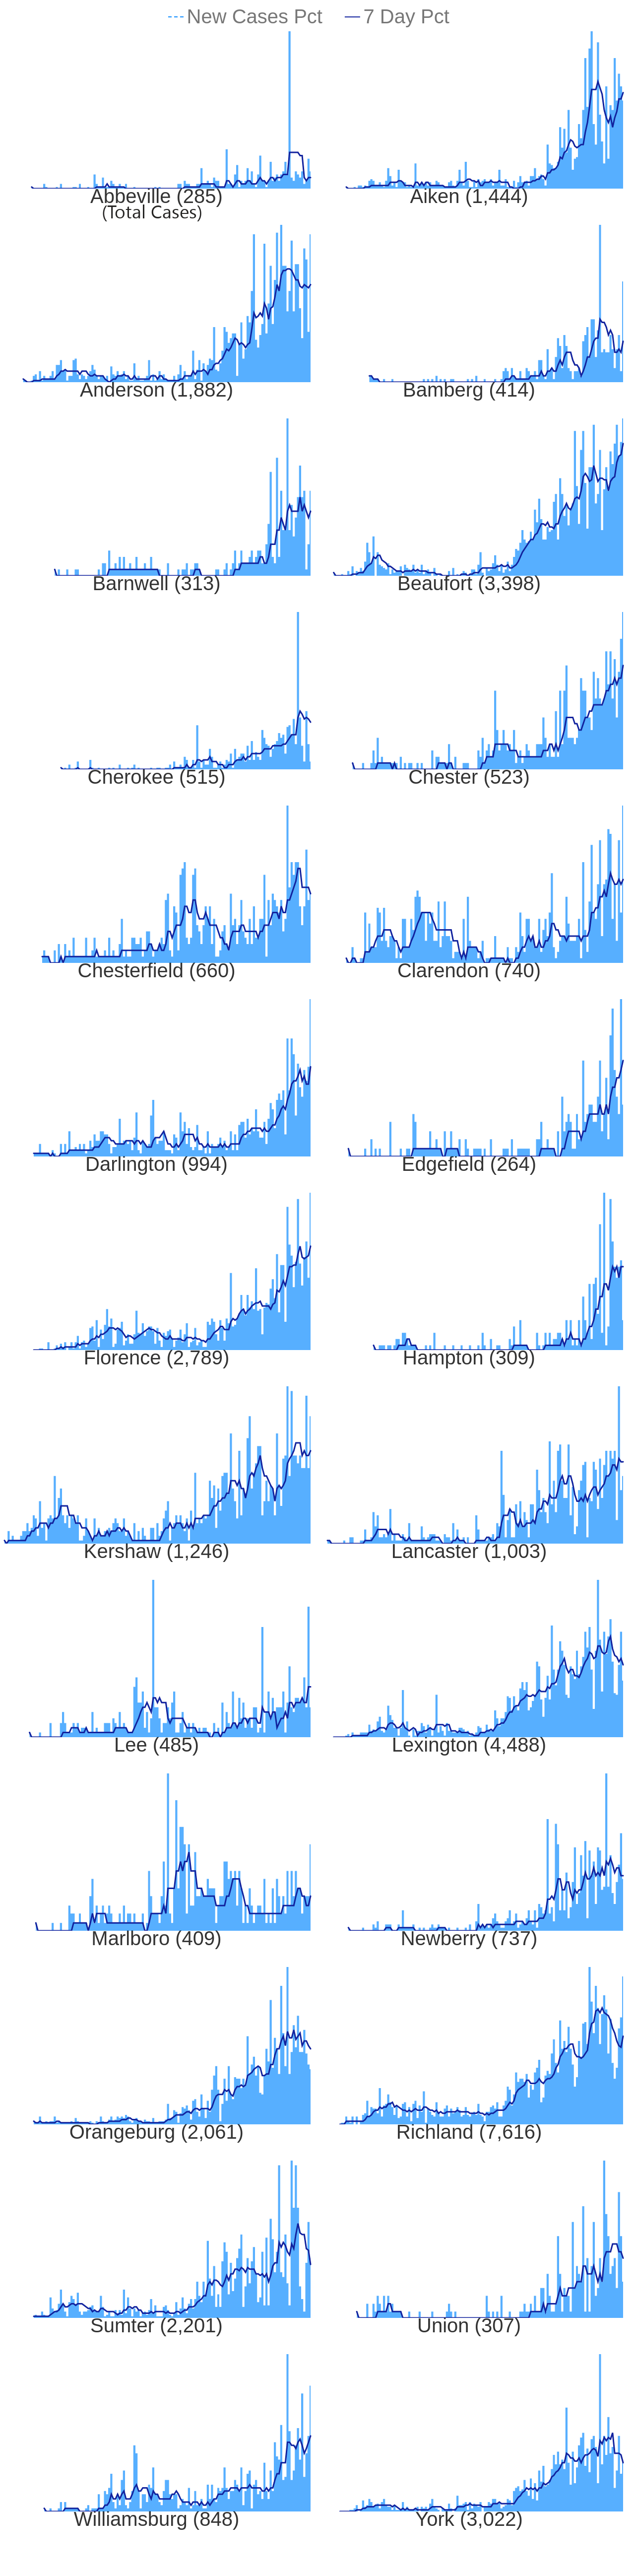 New Cases Pct 7 Day Pct
Abbeville (285) Aiken (1,444)
(Total Cases)
Anderson (1,882) Bamberg (414)
Barnwell (313) Beaufort (3,398)
Cherokee (515) Chester (523)
Chesterfield (660) Clarendon (740)
Darlington (994) Edgefield (264)
Florence (2,789) Hampton (309)
Kershaw (1,246) Lancaster (1,003)
Lee (485) Lexington (4,488)
Marlboro (409) Newberry (737)
Orangeburg (2,061) Richland (7,616)
Sumter (2,201) Union (307)
Williamsburg (848) York (3,022)